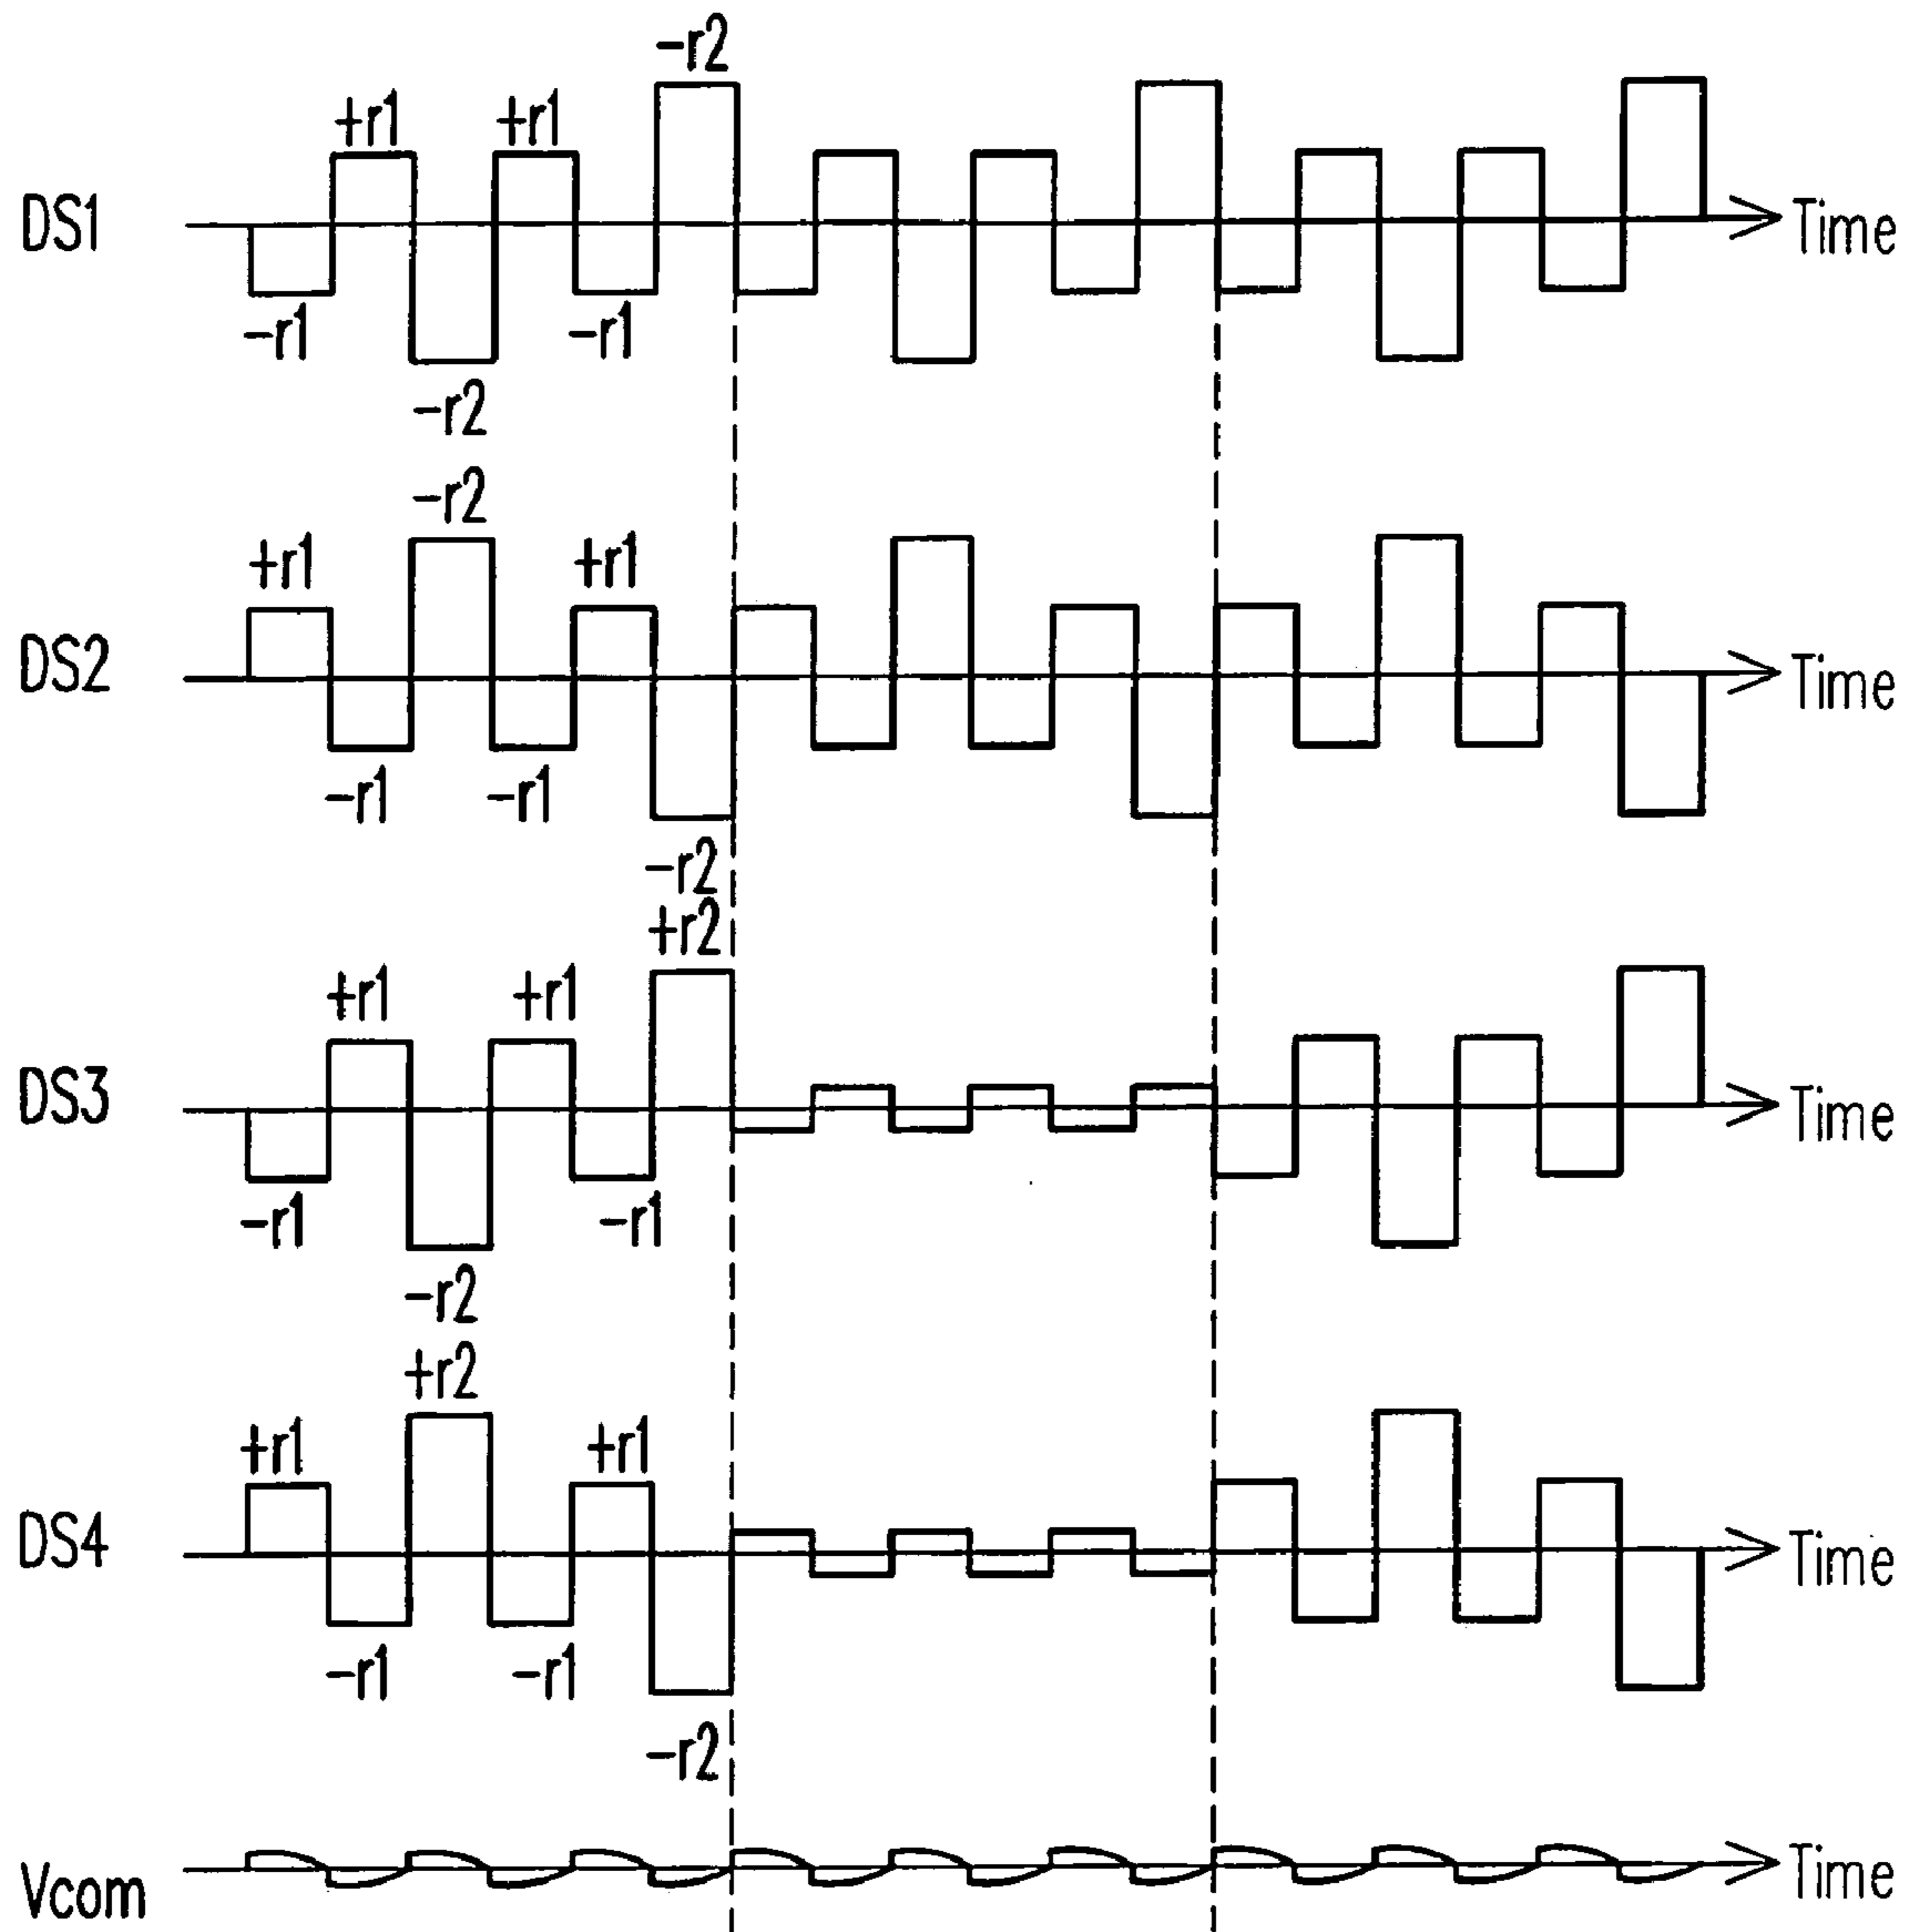 -r2
+r1 +r1
DS1 Time
-r1 -r1
-r2
-r2
+r1 +r1
DS2 Time
-r1 -r1
-r2
+r2
+r1 +r1
DS3 Time
-r1 -r1
-r2
+r2
+r1 +r1
DS4 Time
-r1 -r1
-r2
Vcom Time